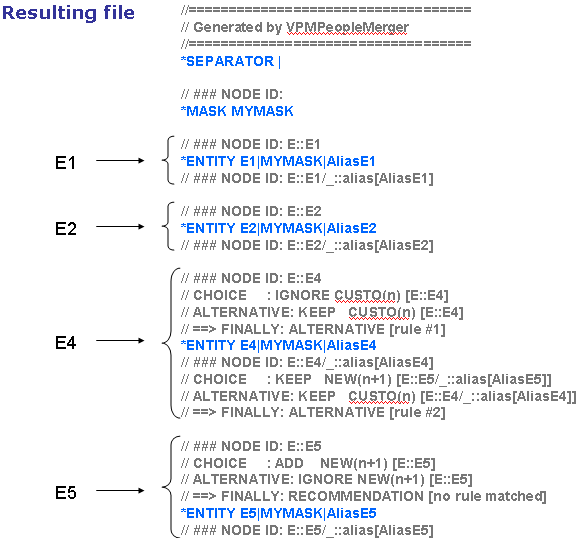 Resulting file
//===================================
// Generated by VPMPeopleMerger
//===================================
*SEPARATOR |
// ### NODE ID:
*MASK MYMASK
E1
// ### NODE ID: E::E1
*ENTITY E1|MYMASK|AliasE1
// ### NODE ID: E::E1/_::alias[AliasE1]
E2
// ### NODE ID: E::E2
*ENTITY E2|MYMASK|AliasE2
// ### NODE ID: E::E2/_::alias[AliasE2]
E4
// ### NODE ID: E::E4
// CHOICE : IGNORE CUSTO(n) [E::E4]
// ALTERNATIVE: KEEP CUSTO(n) [E::E4]
// ==> FINALLY: ALTERNATIVE [rule #1]
*ENTITY E4|MYMASK|AliasE4
// ### NODE ID: E::E4/_::alias[AliasE4]
// CHOICE : KEEP NEW(n+1) [E::E5/_::alias[AliasE5]]
// ALTERNATIVE: KEEP CUSTO(n) [E::E4/_::alias[AliasE4]]
// ==> FINALLY: ALTERNATIVE [rule #2]
E5
// ### NODE ID: E::E5
// CHOICE : ADD NEW(n+1) [E::E5]
// ALTERNATIVE: IGNORE NEW(n+1) [E::E5]
// ==> FINALLY: RECOMMENDATION [no rule matched]
*ENTITY E5|MYMASK|AliasE5
// ### NODE ID: E::E5/_::alias[AliasE5]